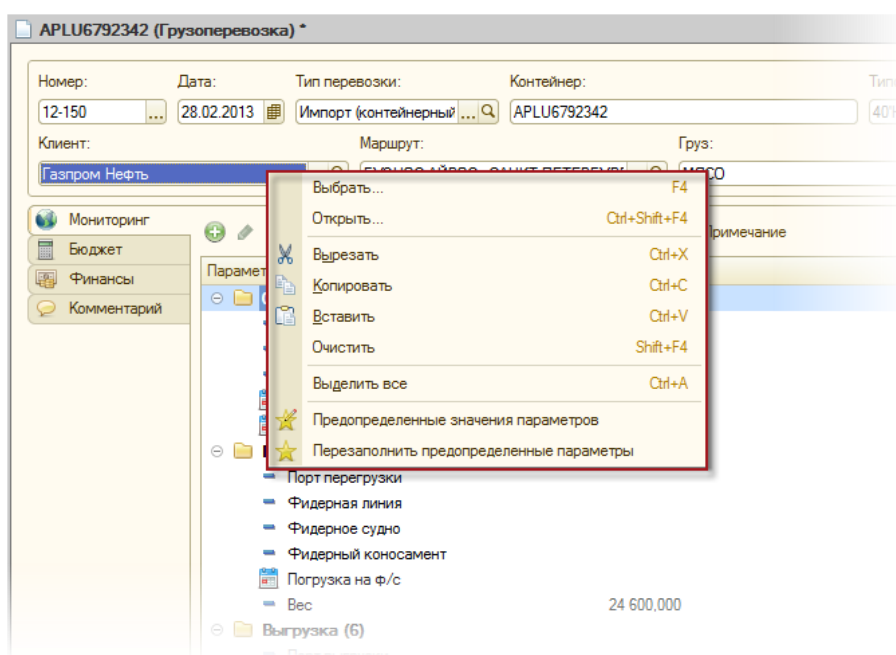 APLU6792342 (Грузоперевозка) *
Номер: Дата: Тип перевозки: Контейнер:
12-150 ... 28.02.2013 Импорт (контейнерный ... APLU6792342 40'
Клиент: Маршрут: Груз:
Газпром Нефть МЯСО
Выбрать... F4
Мониторинг Открыть... Ctrl+Shift+F4
Примечание
Бюджет Вырезать Ctrl+X
Финансы Параме Копировать Ctrl+C
Комментарий Вставить Ctrl+V
Очистить Shift+F4
Выделить все Ctrl+A
Предопределенные значения параметров
Перезаполнить предопределенные параметры
Порт перегрузки
Фидерная линия
Фидерное судно
Фидерный коносамент
Погрузка на ф/с
Вес 24 600,000
Выгрузка (6)